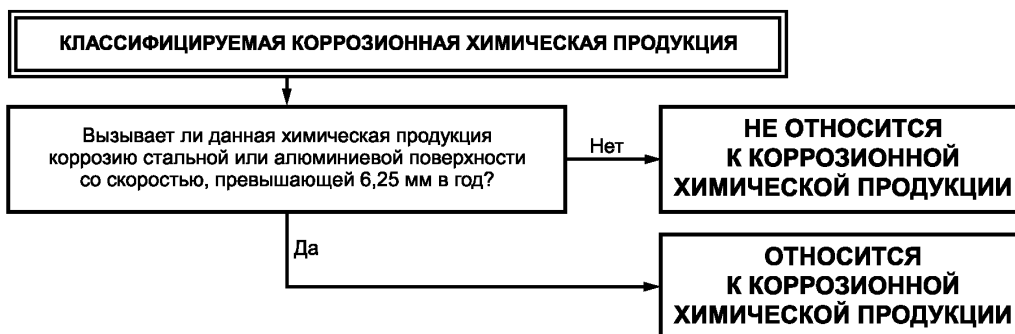 КЛАССИФИЦИРУЕМАЯ КОРРОЗИОННАЯ ХИМИЧЕСКАЯ ПРОДУКЦИЯ
Вызывает ли данная химическая продукция
коррозию стальной или алюминиевой поверхности
со скоростью, превышающей 6,25 мм в год?
Нет
НЕ ОТНОСИТСЯ
К КОРРОЗИОННОЙ
ХИМИЧЕСКОЙ ПРОДУКЦИИ
Да
ОТНОСИТСЯ
К КОРРОЗИОННОЙ
ХИМИЧЕСКОЙ ПРОДУКЦИИ